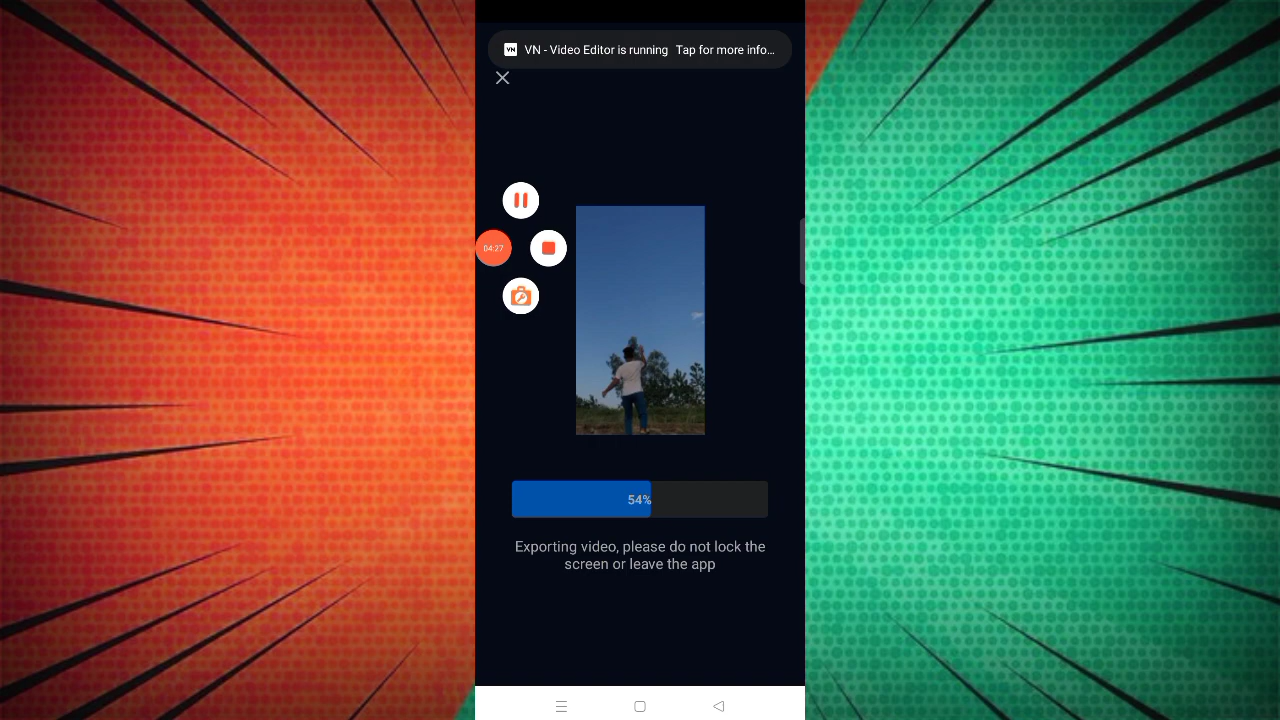 VN VN - Video Editor is running Tap for more info...
04:27
54%
Exporting video, please do not lock the
screen or leave the app